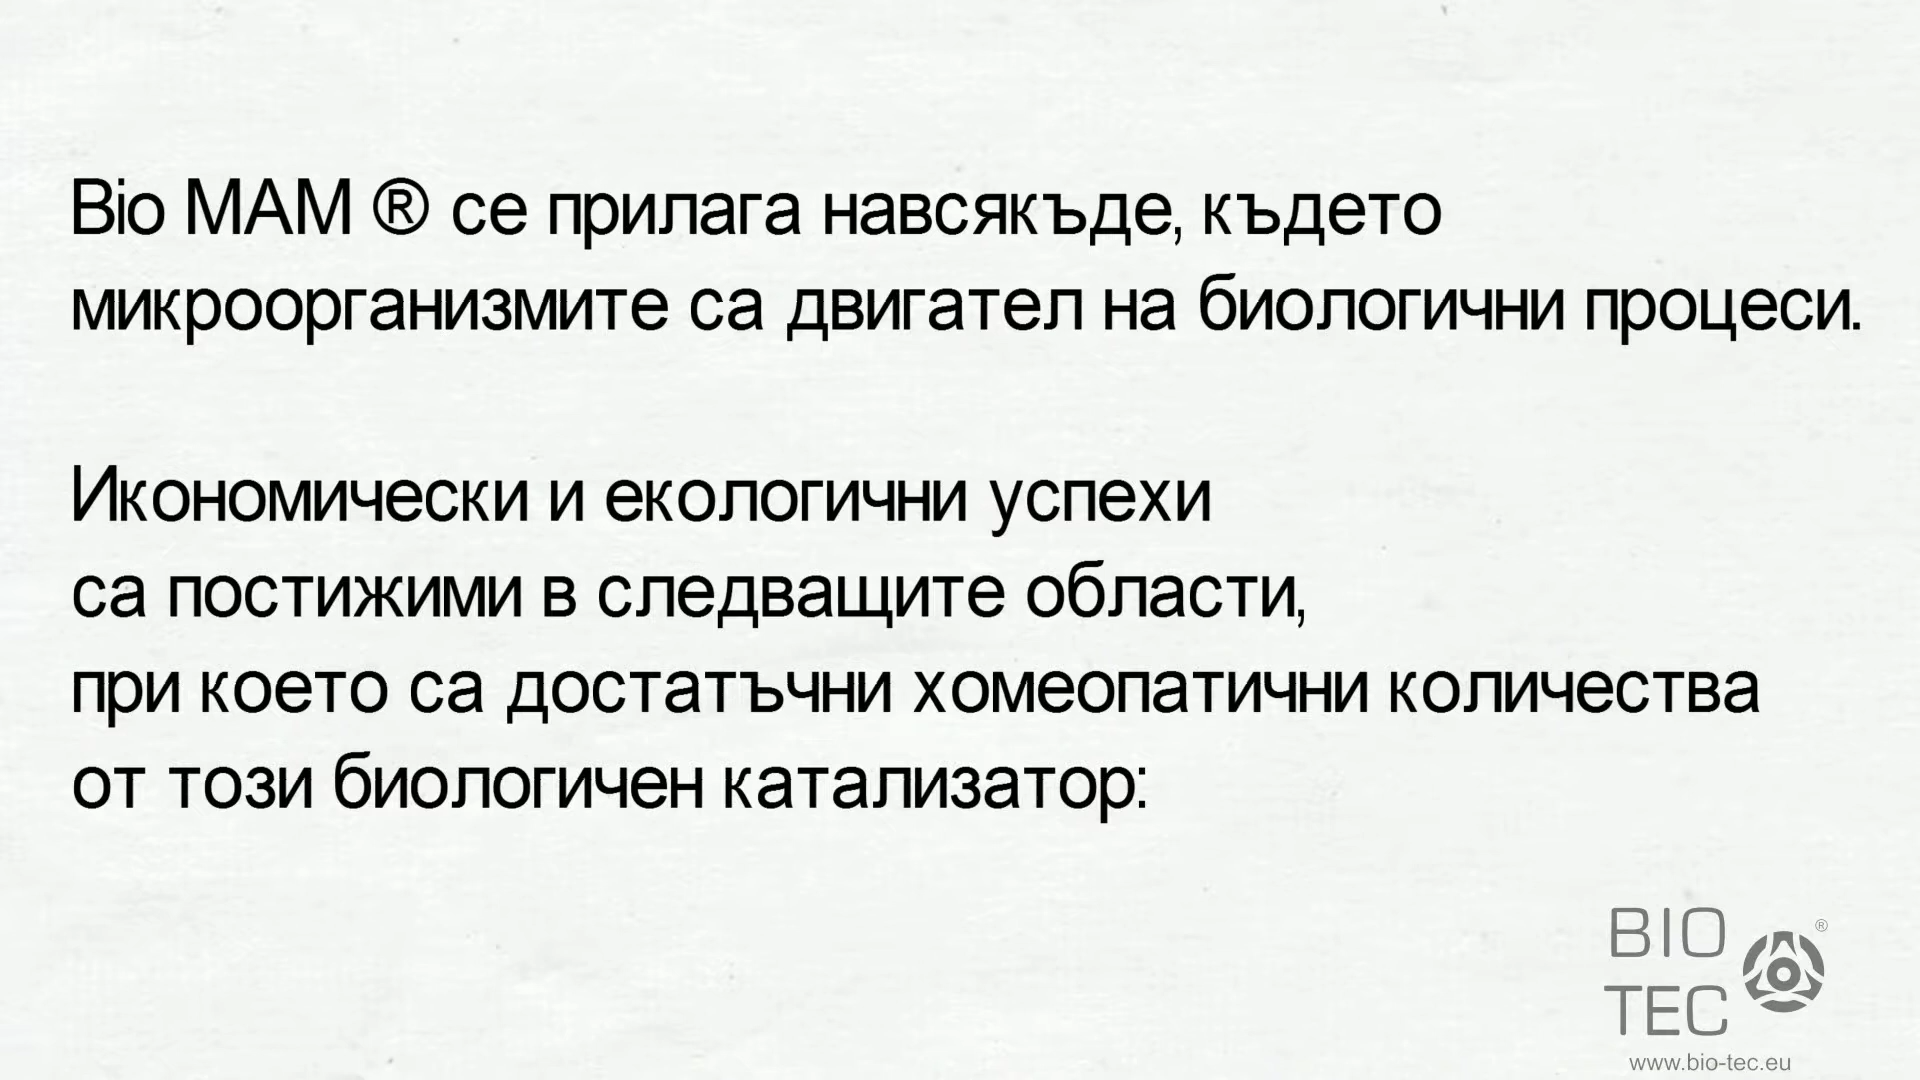 Bio MAM ® се прилага навсякъде, където
микроорганизмите са двигател на биологични процеси.
Икономически и екологични успехи
са постижими в следващите области,
при което са достатъчни хомеопатични количества
от този биологичен катализатор:
BIO
TEC ®
www.bio-tec.eu